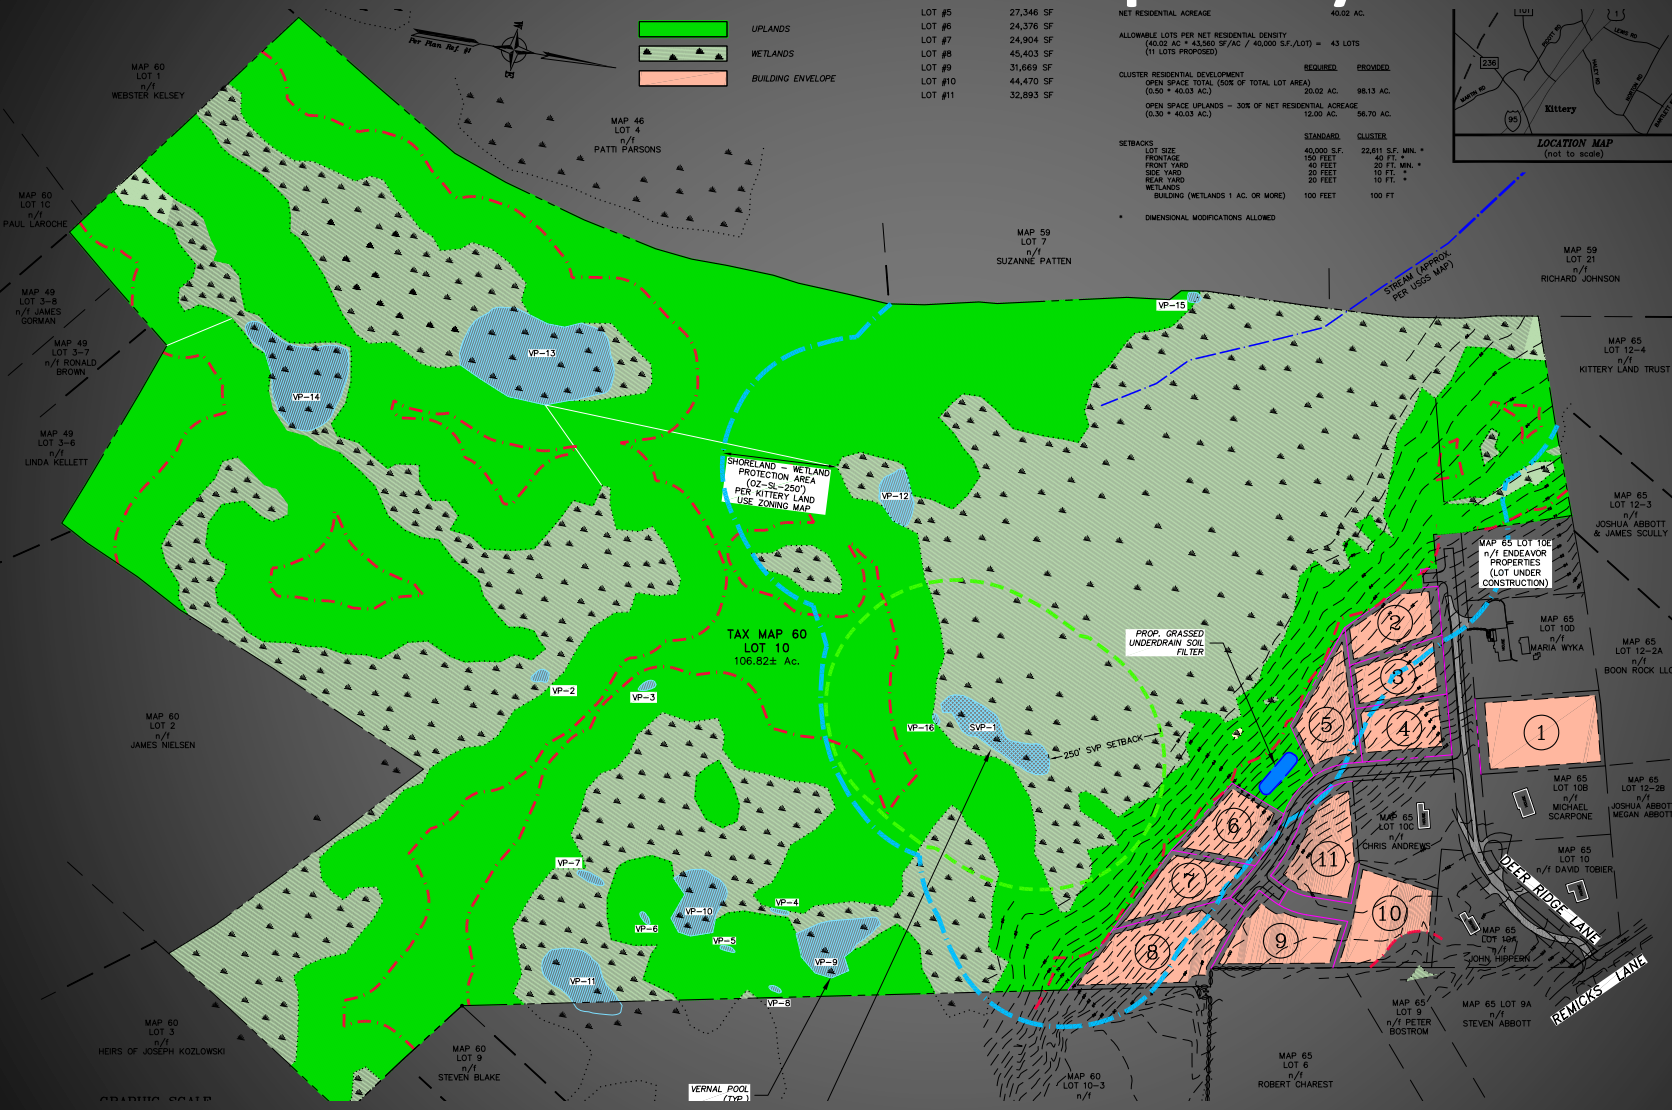 Per Plan Ref. #1
UPLANDS
WETLANDS
BUILDING ENVELOPE
LOT #5 27,346 SF
LOT #6 24,376 SF
LOT #7 24,904 SF
LOT #8 45,403 SF
LOT #9 31,669 SF
LOT #10 44,470 SF
LOT #11 32,893 SF
NET RESIDENTIAL ACREAGE 40.02 AC.
ALLOWABLE LOTS PER NET RESIDENTIAL DENSITY
(40.02 AC * 43,560 SF/AC / 40,000 S.F./LOT) = 43 LOTS
(11 LOTS PROPOSED)
REQUIRED PROVIDED
CLUSTER RESIDENTIAL DEVELOPMENT
OPEN SPACE TOTAL (50% OF TOTAL LOT AREA)
(0.50 * 40.03 AC.) 20.02 AC. 98.13 AC.
OPEN SPACE UPLANDS - 30% OF NET RESIDENTIAL ACREAGE
(0.30 * 40.03 AC.) 12.00 AC. 56.70 AC.
STANDARD CLUSTER
SETBACKS
LOT SIZE 40,000 S.F. 22,611 S.F. MIN. *
FRONTAGE 150 FEET 40 FT. *
FRONT YARD 40 FEET 20 FT. MIN. *
SIDE YARD 20 FEET 10 FT. *
REAR YARD 20 FEET 10 FT. *
WETLANDS
BUILDING (WETLANDS 1 AC. OR MORE) 100 FEET 100 FT
* DIMENSIONAL MODIFICATIONS ALLOWED
101
1
236
95
MARTIN RD
HALEY RD
LEWIS RD
Kittery
LOCATION MAP
(not to scale)
MAP 60
LOT 1
n/f
WEBSTER KELSEY
MAP 46
LOT 4
n/f
PATTI PARSONS
MAP 60
LOT 1C
n/f
PAUL LAROCHE
MAP 59
LOT 7
n/f
SUZANNE PATTEN
STREAM (APPROX.
PER USGS MAP)
MAP 59
LOT 21
n/f
RICHARD JOHNSON
MAP 49
LOT 3-8
n/f JAMES
GORMAN
MAP 49
LOT 3-7
n/f RONALD
BROWN
MAP 49
LOT 3-6
n/f
LINDA KELLETT
MAP 65
LOT 12-4
n/f
KITTERY LAND TRUST
VP-15
VP-13
VP-14
VP-12
SHORELAND - WETLAND
PROTECTION AREA
(OZ-SL-250')
PER KITTERY LAND
USE ZONING MAP
MAP 65
LOT 12-3
n/f
JOSHUA ABBOTT
& JAMES SCULLY
MAP 65 LOT 10E
n/f ENDEAVOR
PROPERTIES
(LOT UNDER
CONSTRUCTION)
TAX MAP 60
LOT 10
106.82± Ac.
PROP. GRASSED
UNDERDRAIN SOIL
FILTER
MAP 65
LOT 10D
n/f
MARIA WYKA
MAP 65
LOT 12-2A
n/f
BOON ROCK LLC
VP-2
VP-3
VP-16
SVP-1
250' SVP SETBACK
2
3
5
4
1
MAP 60
LOT 2
n/f
JAMES NIELSEN
MAP 65
LOT 10B
n/f
MICHAEL
SCARPONE
MAP 65
LOT 12-2B
n/f
JOSHUA ABBOTT
MEGAN ABBOTT
MAP 65
LOT 10C
n/f
CHRIS ANDREWS
6
11
7
MAP 65
LOT 10
n/f DAVID TOBIER
DEER RIDGE LANE
VP-7
VP-10
VP-4
VP-6
VP-5
VP-9
VP-11
VP-8
10
9
8
MAP 65
LOT 10A
n/f
JOHN HIPPERN
REMICKS LANE
MAP 60
LOT 3
n/f
HEIRS OF JOSEPH KOZLOWSKI
MAP 60
LOT 9
n/f
STEVEN BLAKE
MAP 65
LOT 9
n/f PETER
BOSTROM
MAP 65 LOT 9A
n/f
STEVEN ABBOTT
MAP 65
LOT 6
n/f
ROBERT CHAREST
MAP 60
LOT 10-3
n/f
VERNAL POOL
(TYP.)
GRAPHIC SCALE